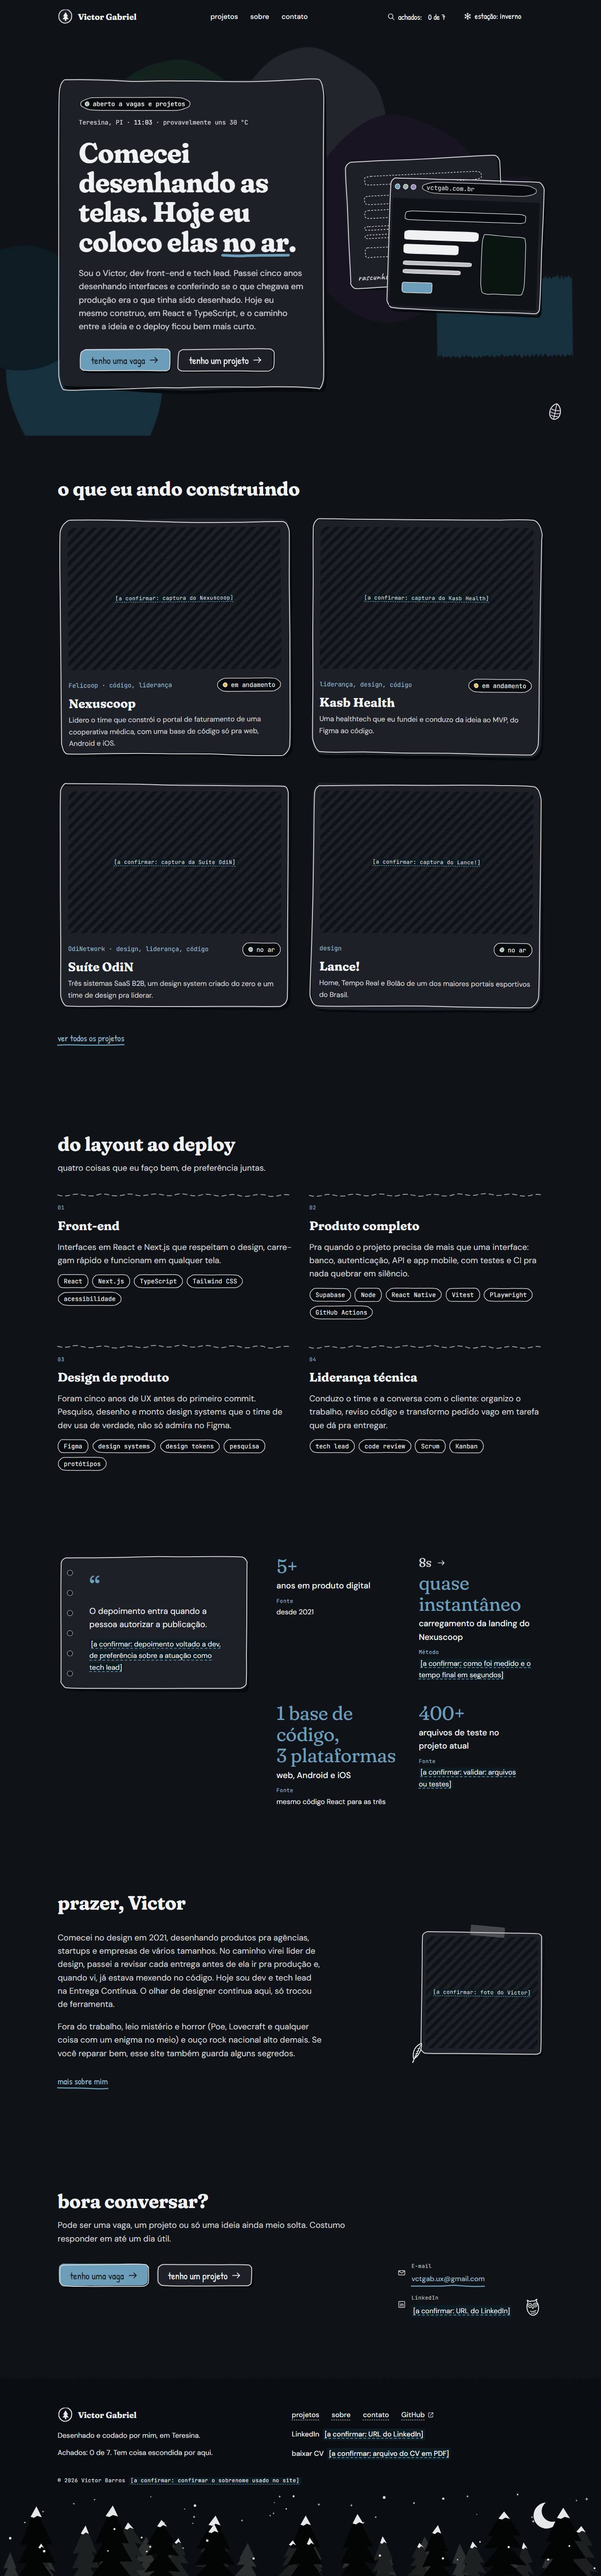 Victor Gabriel
projetos sobre contato
achados: 0 de 7
estação: inverno
aberto a vagas e projetos
Teresina, PI · 11:03 · provavelmente uns 30 °C
Comecei
desenhando as
telas. Hoje eu
coloco elas no ar.
Sou o Victor, dev front-end e tech lead. Passei cinco anos
desenhando interfaces e conferindo se o que chegava em
produção era o que tinha sido desenhado. Hoje eu
mesmo construo, em React e TypeScript, e o caminho
entre a ideia e o deploy ficou bem mais curto.
tenho uma vaga →
tenho um projeto →
vctgab.com.br
o que eu ando construindo
[a confirmar: captura do Nexuscoop]
Felicoop · código, liderança
em andamento
Nexuscoop
Lidero o time que constrói o portal de faturamento de uma
cooperativa médica, com uma base de código só pra web,
Android e iOS.
[a confirmar: captura do Kasb Health]
liderança, design, código
em andamento
Kasb Health
Uma healthtech que eu fundei e conduzo da ideia ao MVP, do
Figma ao código.
[a confirmar: captura da Suíte OdiN]
OdiNetwork · design, liderança, código
no ar
Suíte OdiN
Três sistemas SaaS B2B, um design system criado do zero e um
time de design pra liderar.
[a confirmar: captura do Lance!]
design
no ar
Lance!
Home, Tempo Real e Bolão de um dos maiores portais esportivos
do Brasil.
ver todos os projetos
do layout ao deploy
quatro coisas que eu faço bem, de preferência juntas.
01
Front-end
Interfaces em React e Next.js que respeitam o design, carre-
gam rápido e funcionam em qualquer tela.
React Next.js TypeScript Tailwind CSS
acessibilidade
02
Produto completo
Pra quando o projeto precisa de mais que uma interface:
banco, autenticação, API e app mobile, com testes e CI pra
nada quebrar em silêncio.
Supabase Node React Native Vitest Playwright
GitHub Actions
03
Design de produto
Foram cinco anos de UX antes do primeiro commit.
Pesquiso, desenho e monto design systems que o time de
dev usa de verdade, não só admira no Figma.
Figma design systems design tokens pesquisa
protótipos
04
Liderança técnica
Conduzo o time e a conversa com o cliente: organizo o
trabalho, reviso código e transformo pedido vago em tarefa
que dá pra entregar.
tech lead code review Scrum Kanban
“
O depoimento entra quando a
pessoa autorizar a publicação.
[a confirmar: depoimento voltado a dev,
de preferência sobre a atuação como
tech lead]
5+
anos em produto digital
Fonte
desde 2021
8s →
quase
instantâneo
carregamento da landing do
Nexuscoop
Método
[a confirmar: como foi medido e o
tempo final em segundos]
1 base de
código,
3 plataformas
web, Android e iOS
Fonte
mesmo código React para as três
400+
arquivos de teste no
projeto atual
Fonte
[a confirmar: validar: arquivos
ou testes]
prazer, Victor
Comecei no design em 2021, desenhando produtos pra agências,
startups e empresas de vários tamanhos. No caminho virei líder de
design, passei a revisar cada entrega antes de ela ir pra produção e,
quando vi, já estava mexendo no código. Hoje sou dev e tech lead
na Entrega Contínua. O olhar de designer continua aqui, só trocou
de ferramenta.
Fora do trabalho, leio mistério e horror (Poe, Lovecraft e qualquer
coisa com um enigma no meio) e ouço rock nacional alto demais. Se
você reparar bem, esse site também guarda alguns segredos.
mais sobre mim
[a confirmar: foto do Victor]
bora conversar?
Pode ser uma vaga, um projeto ou só uma ideia ainda meio solta. Costumo
responder em até um dia útil.
tenho uma vaga →
tenho um projeto →
E-mail
vctgab.ux@gmail.com
LinkedIn
[a confirmar: URL do LinkedIn]
Victor Gabriel
Desenhado e codado por mim, em Teresina.
Achados: 0 de 7. Tem coisa escondida por aqui.
projetos sobre contato GitHub
LinkedIn [a confirmar: URL do LinkedIn]
baixar CV [a confirmar: arquivo do CV em PDF]
© 2026 Victor Barros [a confirmar: confirmar o sobrenome usado no site]